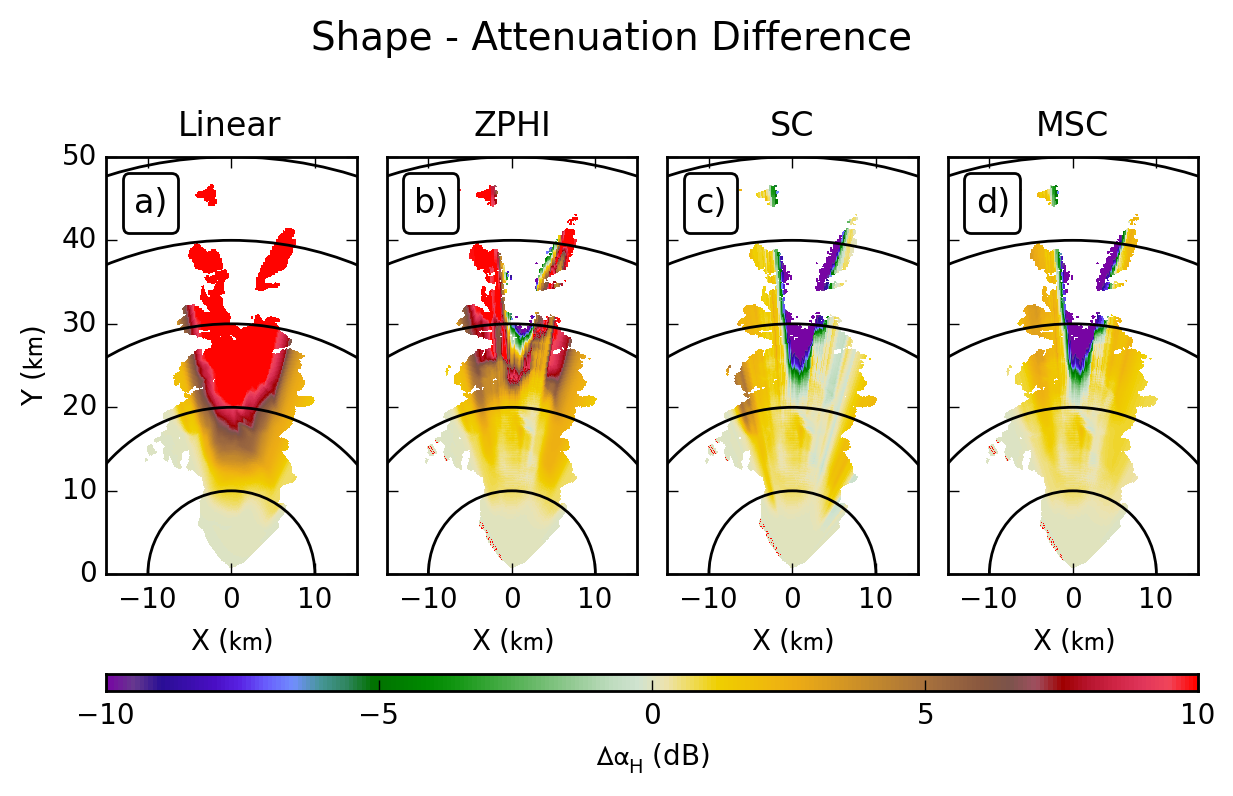 Shape - Attenuation Difference
Linear ZPHI SC MSC
50
a) b) c) d)
40
30
Y (km)
20
10
0
−10 0 10 −10 0 10 −10 0 10 −10 0 10
X (km) X (km) X (km) X (km)
−10 −5 0 5 10
Δα_H (dB)